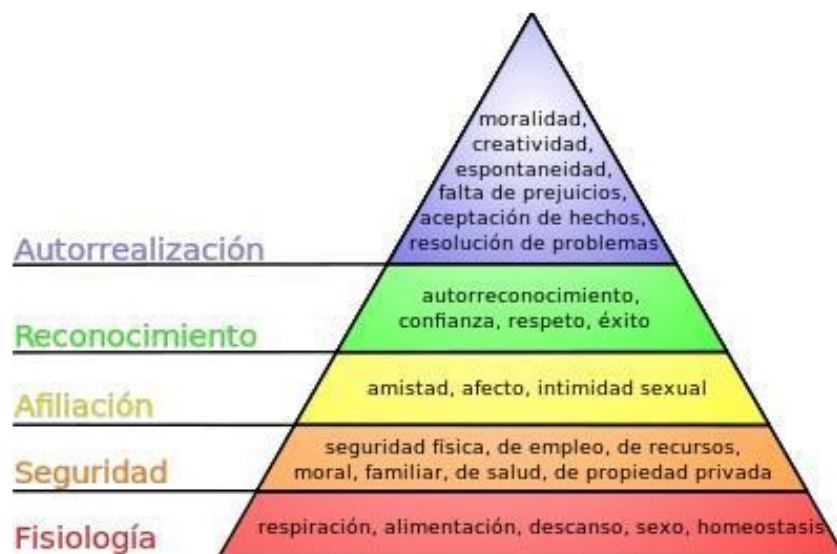 moralidad,
creatividad,
espontaneidad,
falta de prejuicios,
aceptación de hechos,
resolución de problemas
Autorrealización
autorreconocimiento,
confianza, respeto, éxito
Reconocimiento
amistad, afecto, intimidad sexual
Afiliación
seguridad física, de empleo, de recursos,
moral, familiar, de salud, de propiedad privada
Seguridad
respiración, alimentación, descanso, sexo, homeostasis
Fisiología